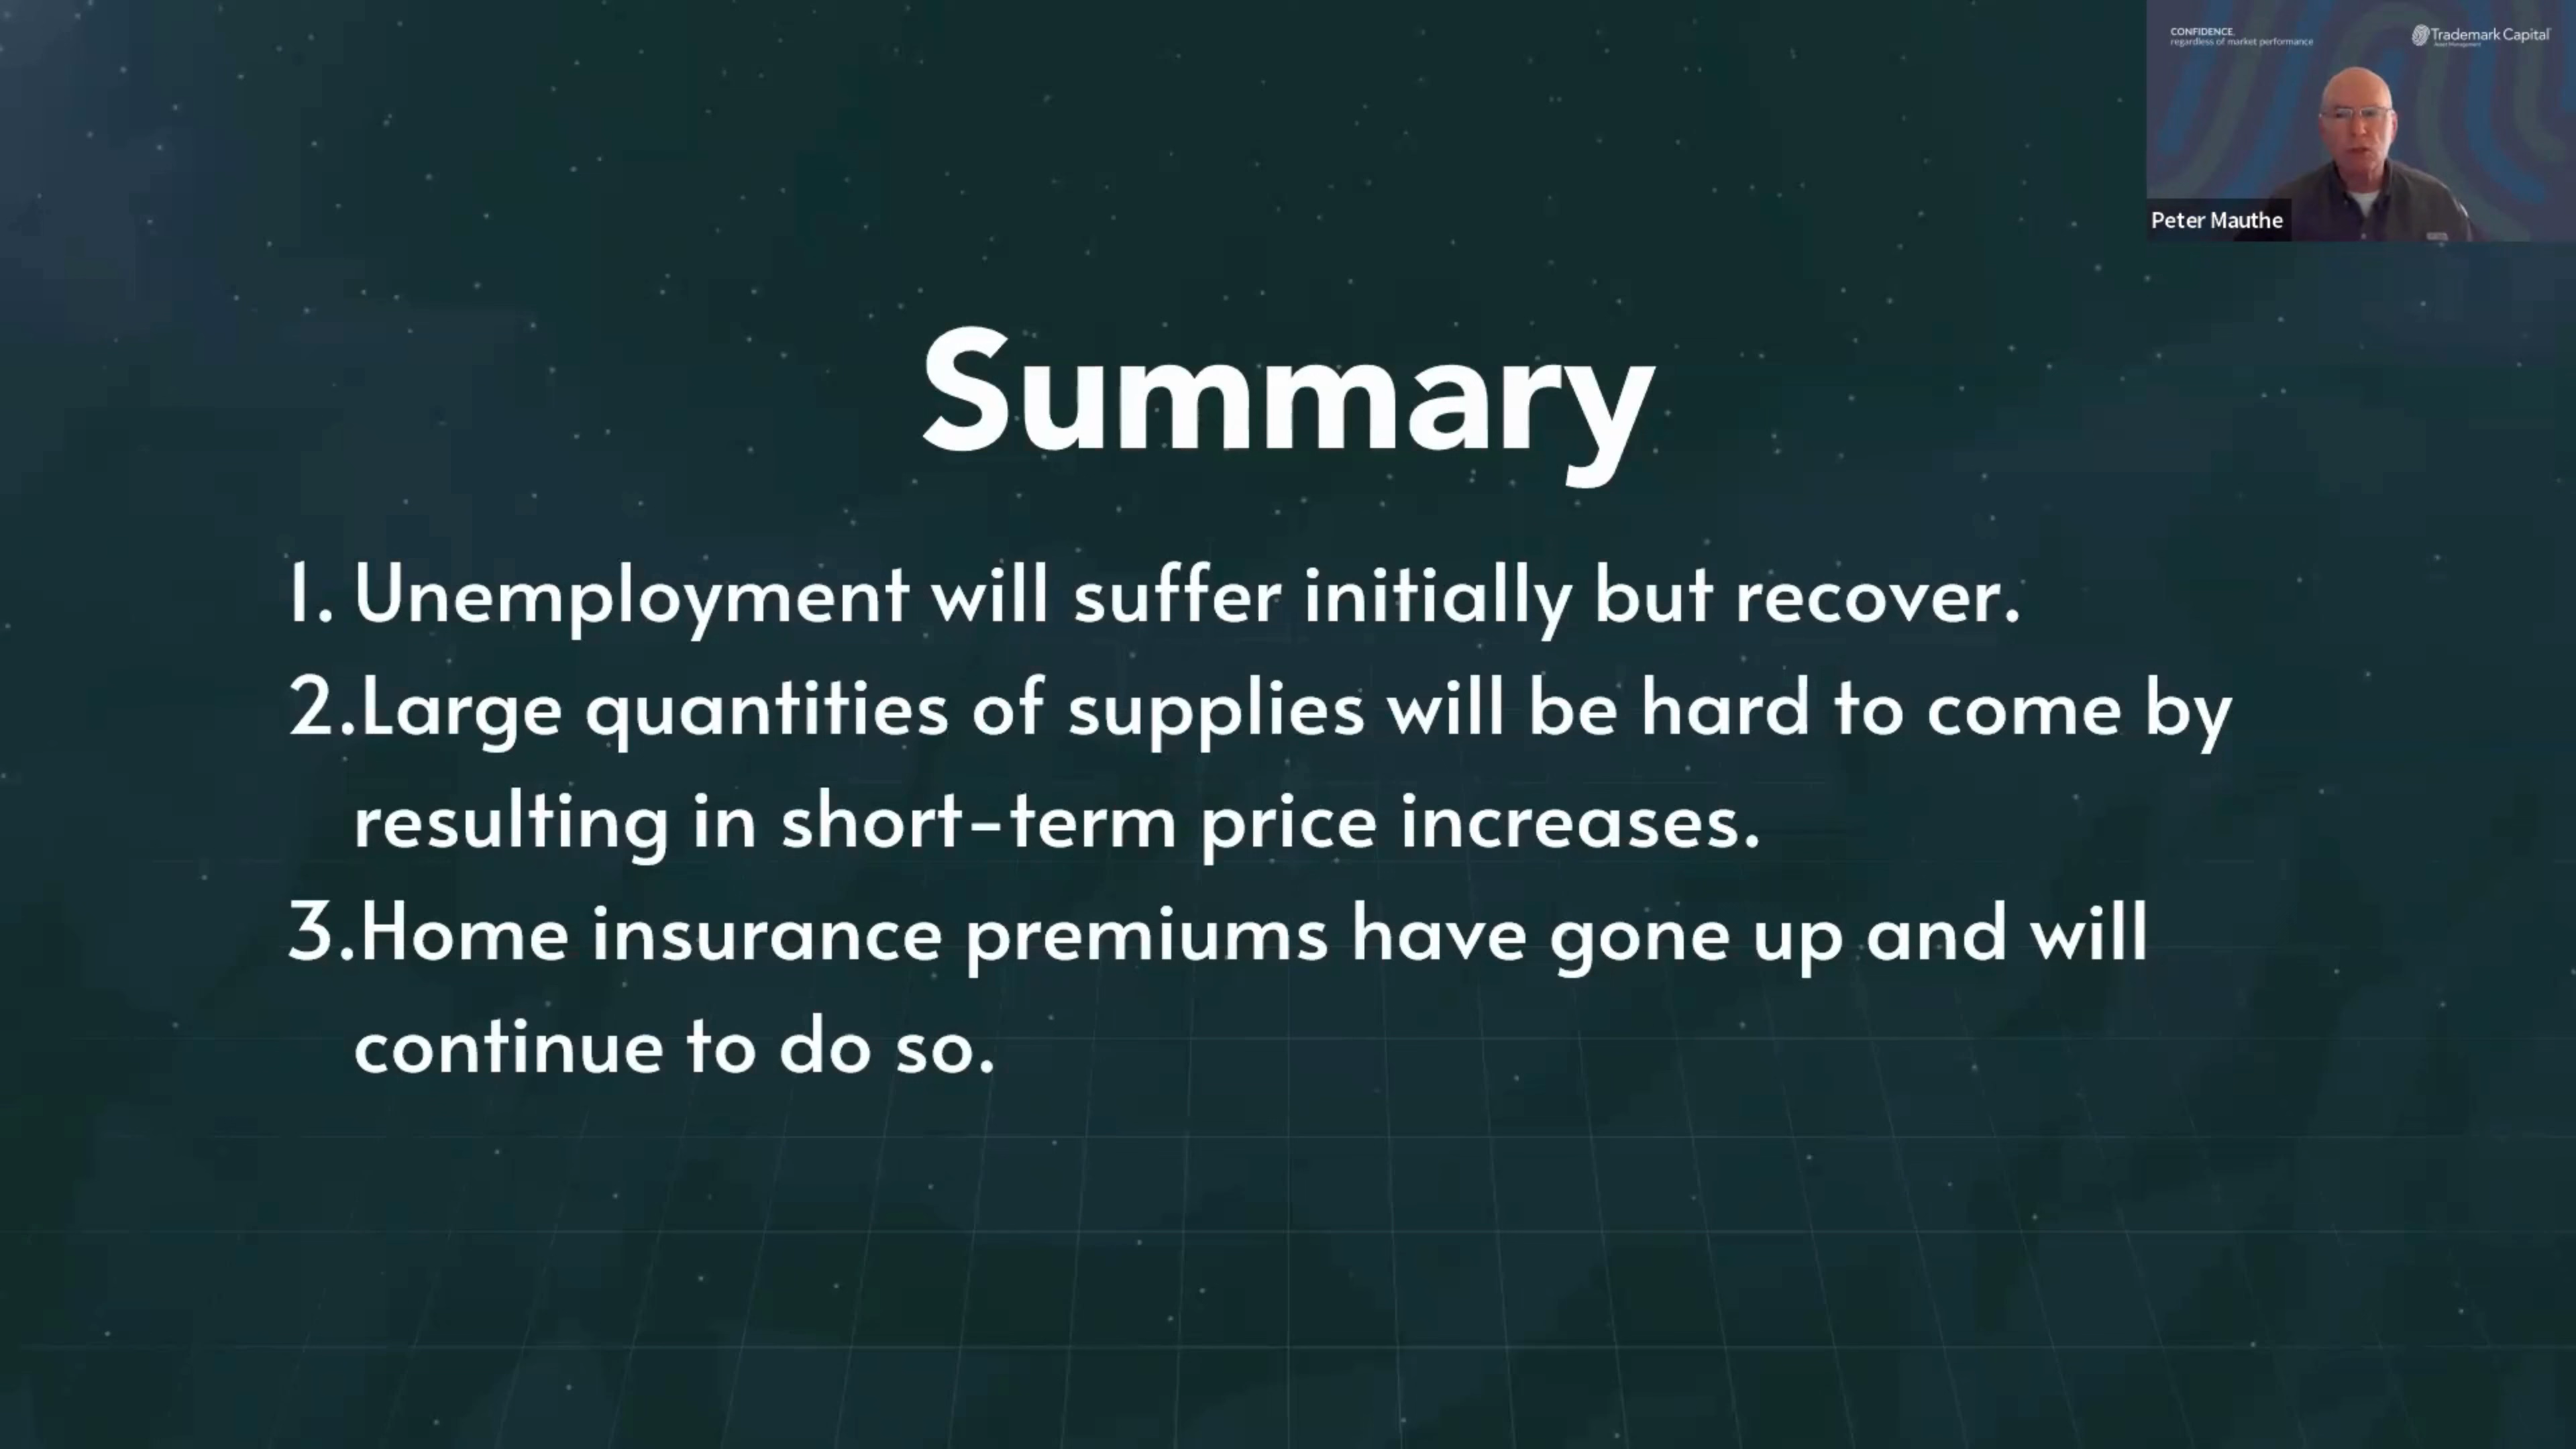 CONFIDENCE.
regardless of market performance
Trademark Capital
Asset Management
Peter Mauthe
Summary
1. Unemployment will suffer initially but recover.
2.Large quantities of supplies will be hard to come by
resulting in short-term price increases.
3.Home insurance premiums have gone up and will
continue to do so.